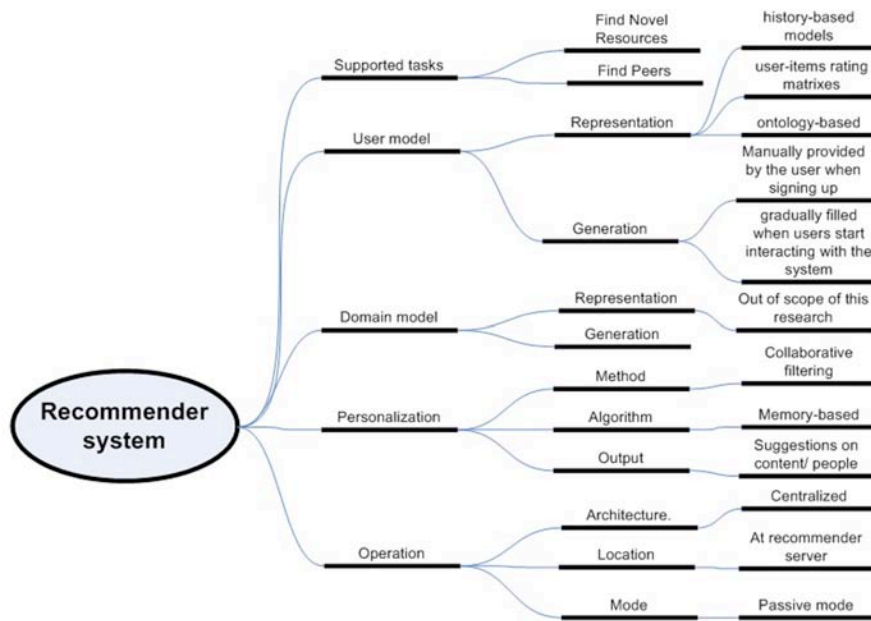 Recommender
system
Supported tasks
Find Novel
Resources
Find Peers
User model
Representation
history-based
models
user-items rating
matrixes
ontology-based
Generation
Manually provided
by the user when
signing up
gradually filled
when users start
interacting with the
system
Domain model
Representation
Out of scope of this
research
Generation
Personalization
Method
Collaborative
filtering
Algorithm
Memory-based
Output
Suggestions on
content/ people
Operation
Architecture.
Centralized
Location
At recommender
server
Mode
Passive mode